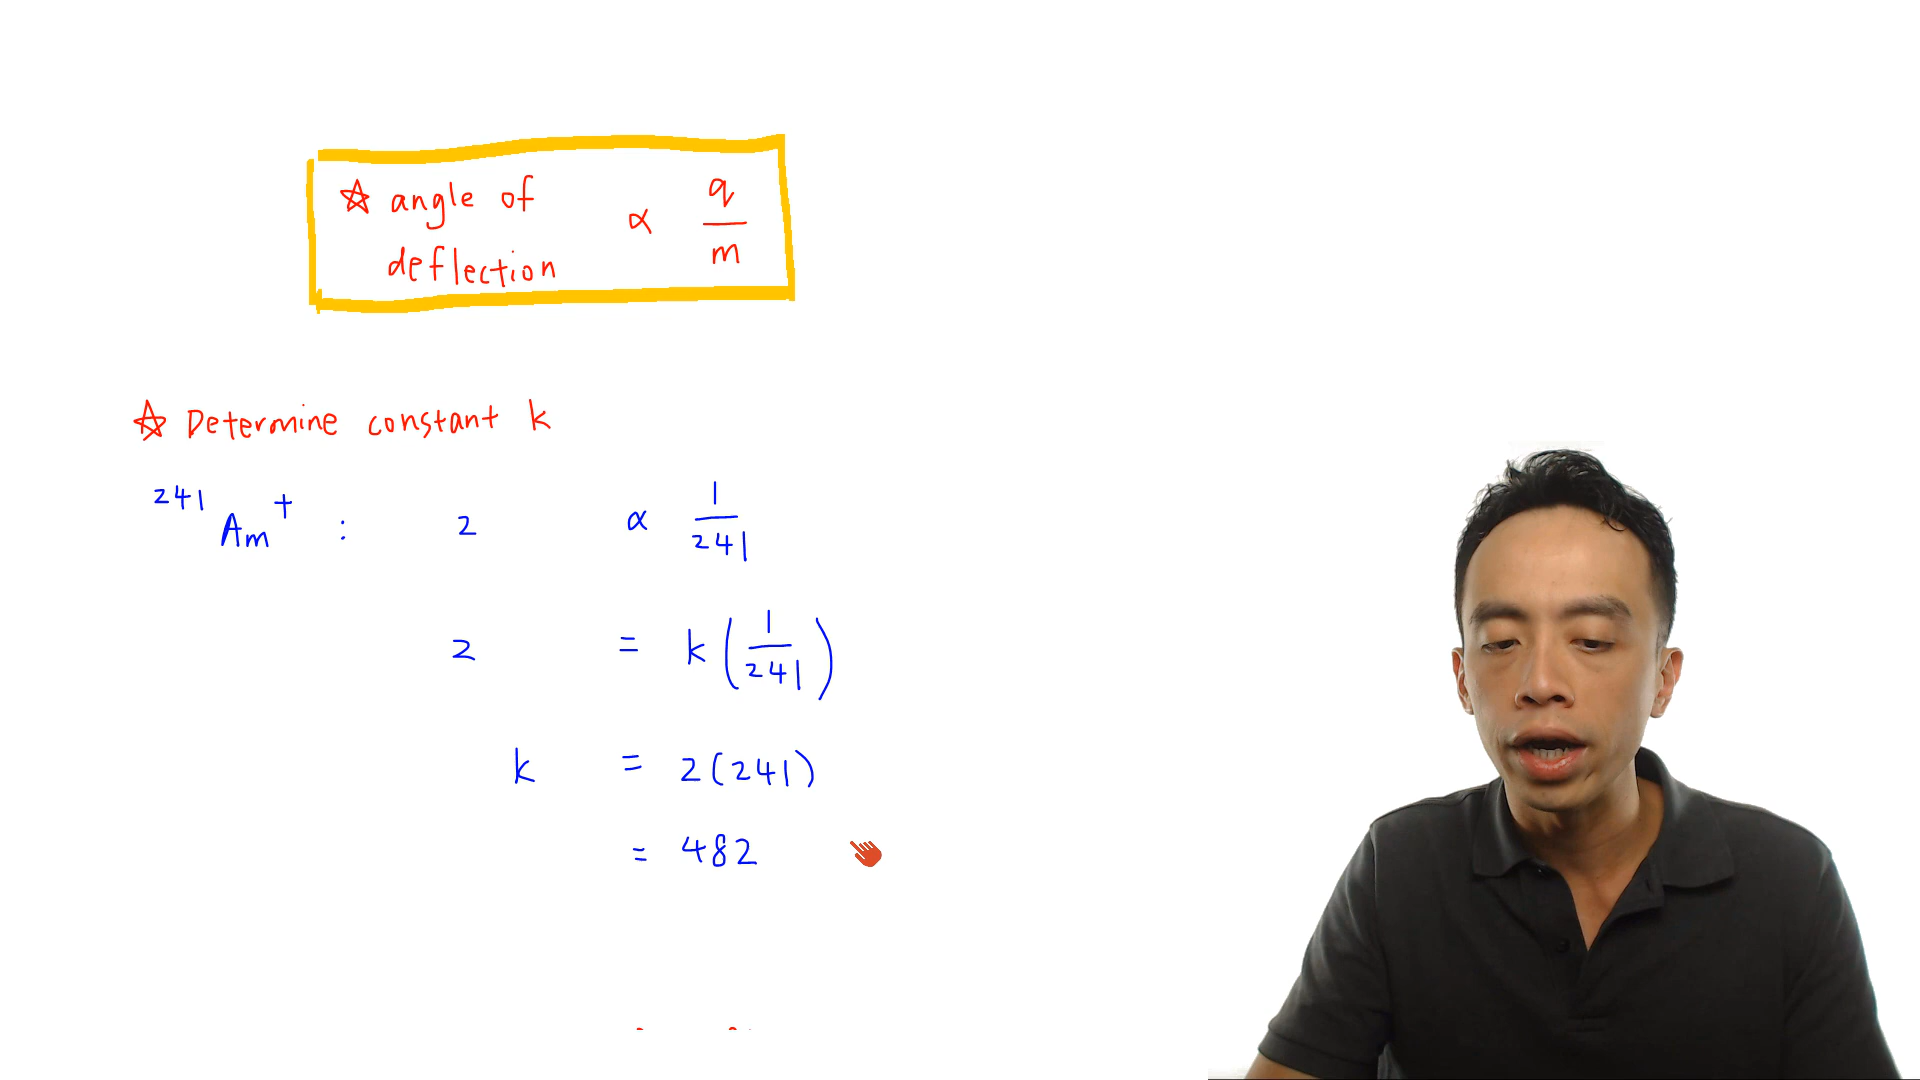 ☆ angle of deflection ∝ q/m
☆ Determine constant k
²⁴¹Am⁺ : 2 ∝ 1/241
2 = k(1/241)
k = 2(241)
= 482